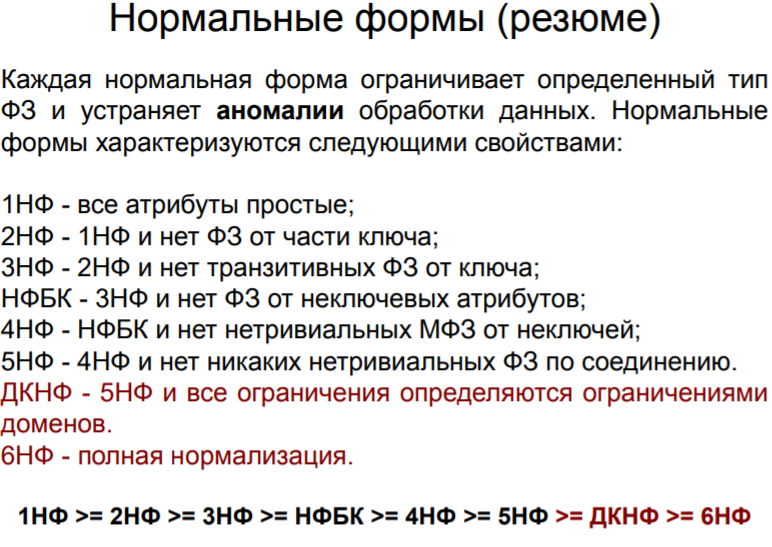 Нормальные формы (резюме)
Каждая нормальная форма ограничивает определенный тип
ФЗ и устраняет аномалии обработки данных. Нормальные
формы характеризуются следующими свойствами:
1НФ - все атрибуты простые;
2НФ - 1НФ и нет ФЗ от части ключа;
3НФ - 2НФ и нет транзитивных ФЗ от ключа;
НФБК - 3НФ и нет ФЗ от неключевых атрибутов;
4НФ - НФБК и нет нетривиальных МФЗ от неключей;
5НФ - 4НФ и нет никаких нетривиальных ФЗ по соединению.
ДКНФ - 5НФ и все ограничения определяются ограничениями
доменов.
6НФ - полная нормализация.
1НФ >= 2НФ >= 3НФ >= НФБК >= 4НФ >= 5НФ >= ДКНФ >= 6НФ